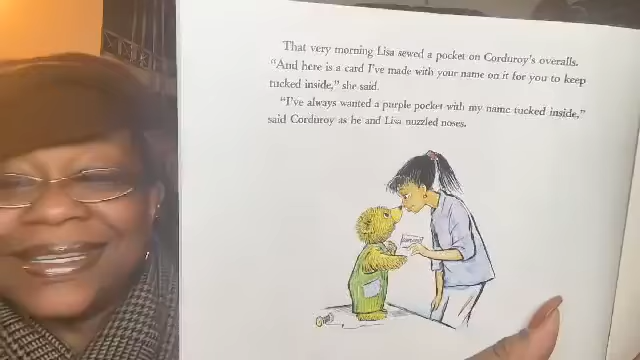 That very morning Lisa sewed a pocket on Corduroy's overalls.
"And here is a card I've made with your name on it for you to keep
tucked inside," she said.
"I've always wanted a purple pocket with my name tucked inside,"
said Corduroy as he and Lisa nuzzled noses.